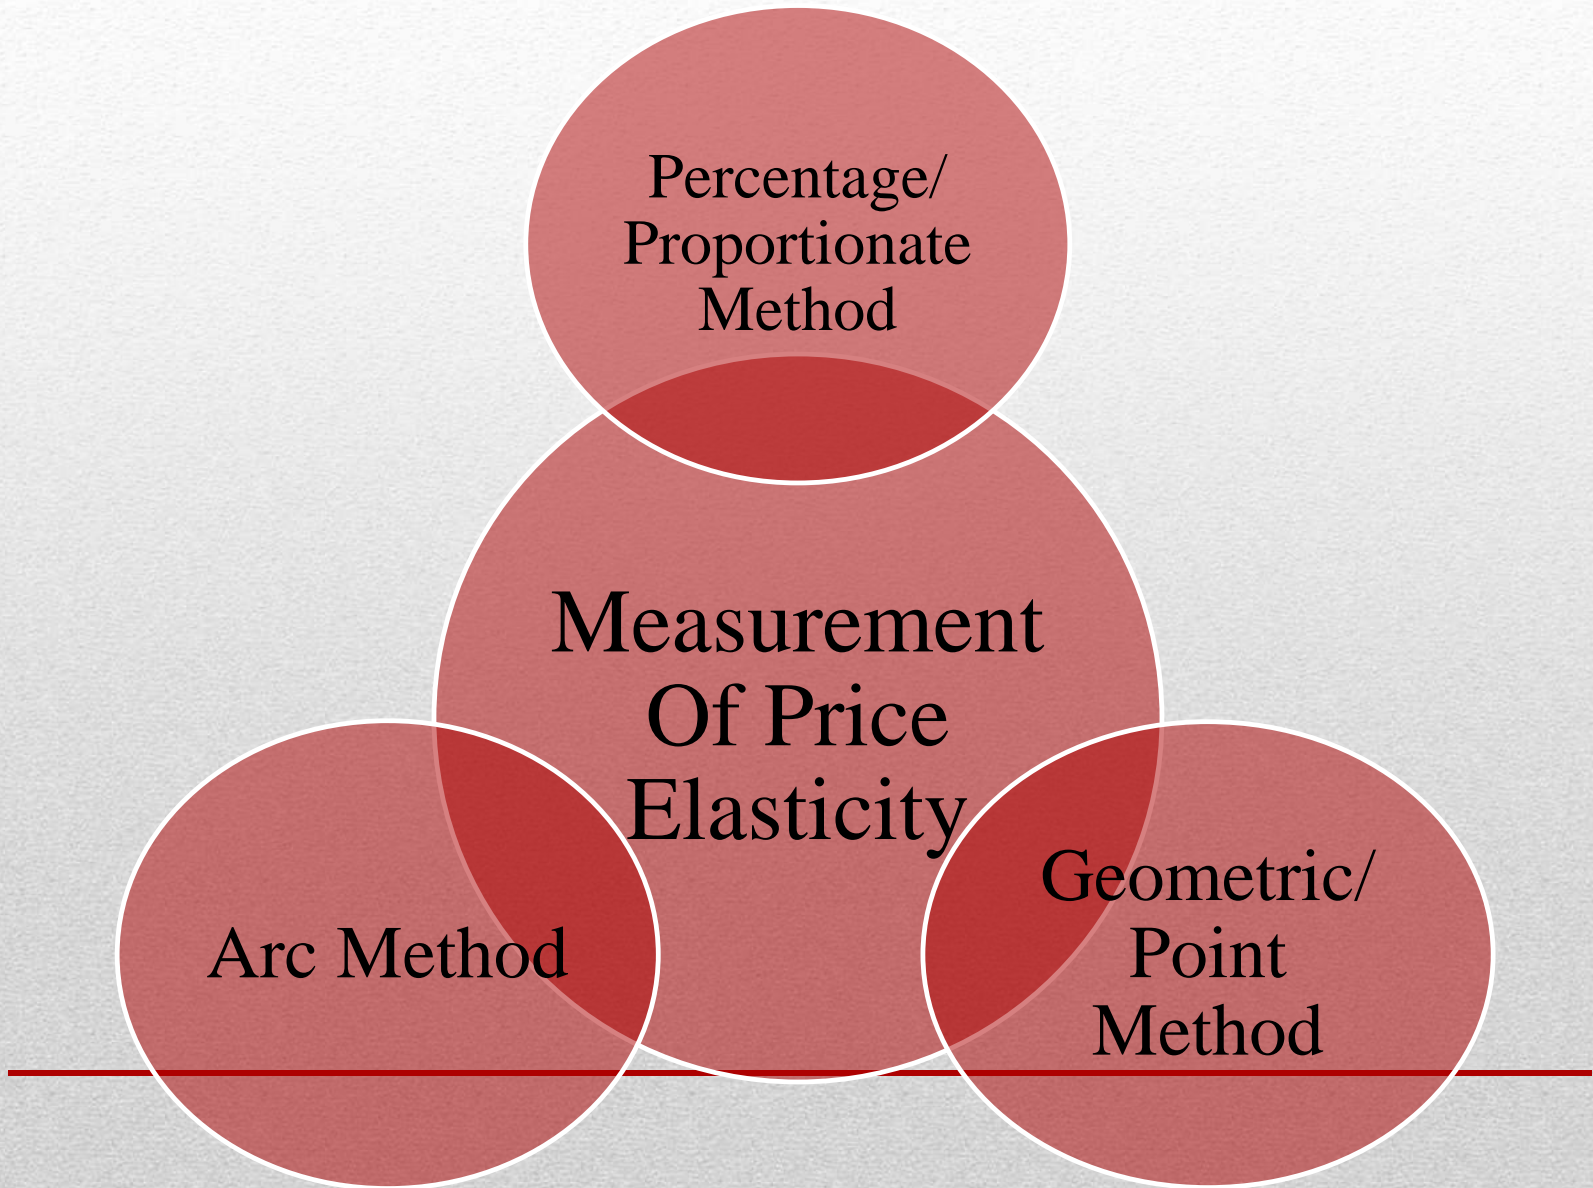 Percentage/
Proportionate
Method
Measurement
Of Price
Elasticity
Arc Method
Geometric/
Point
Method